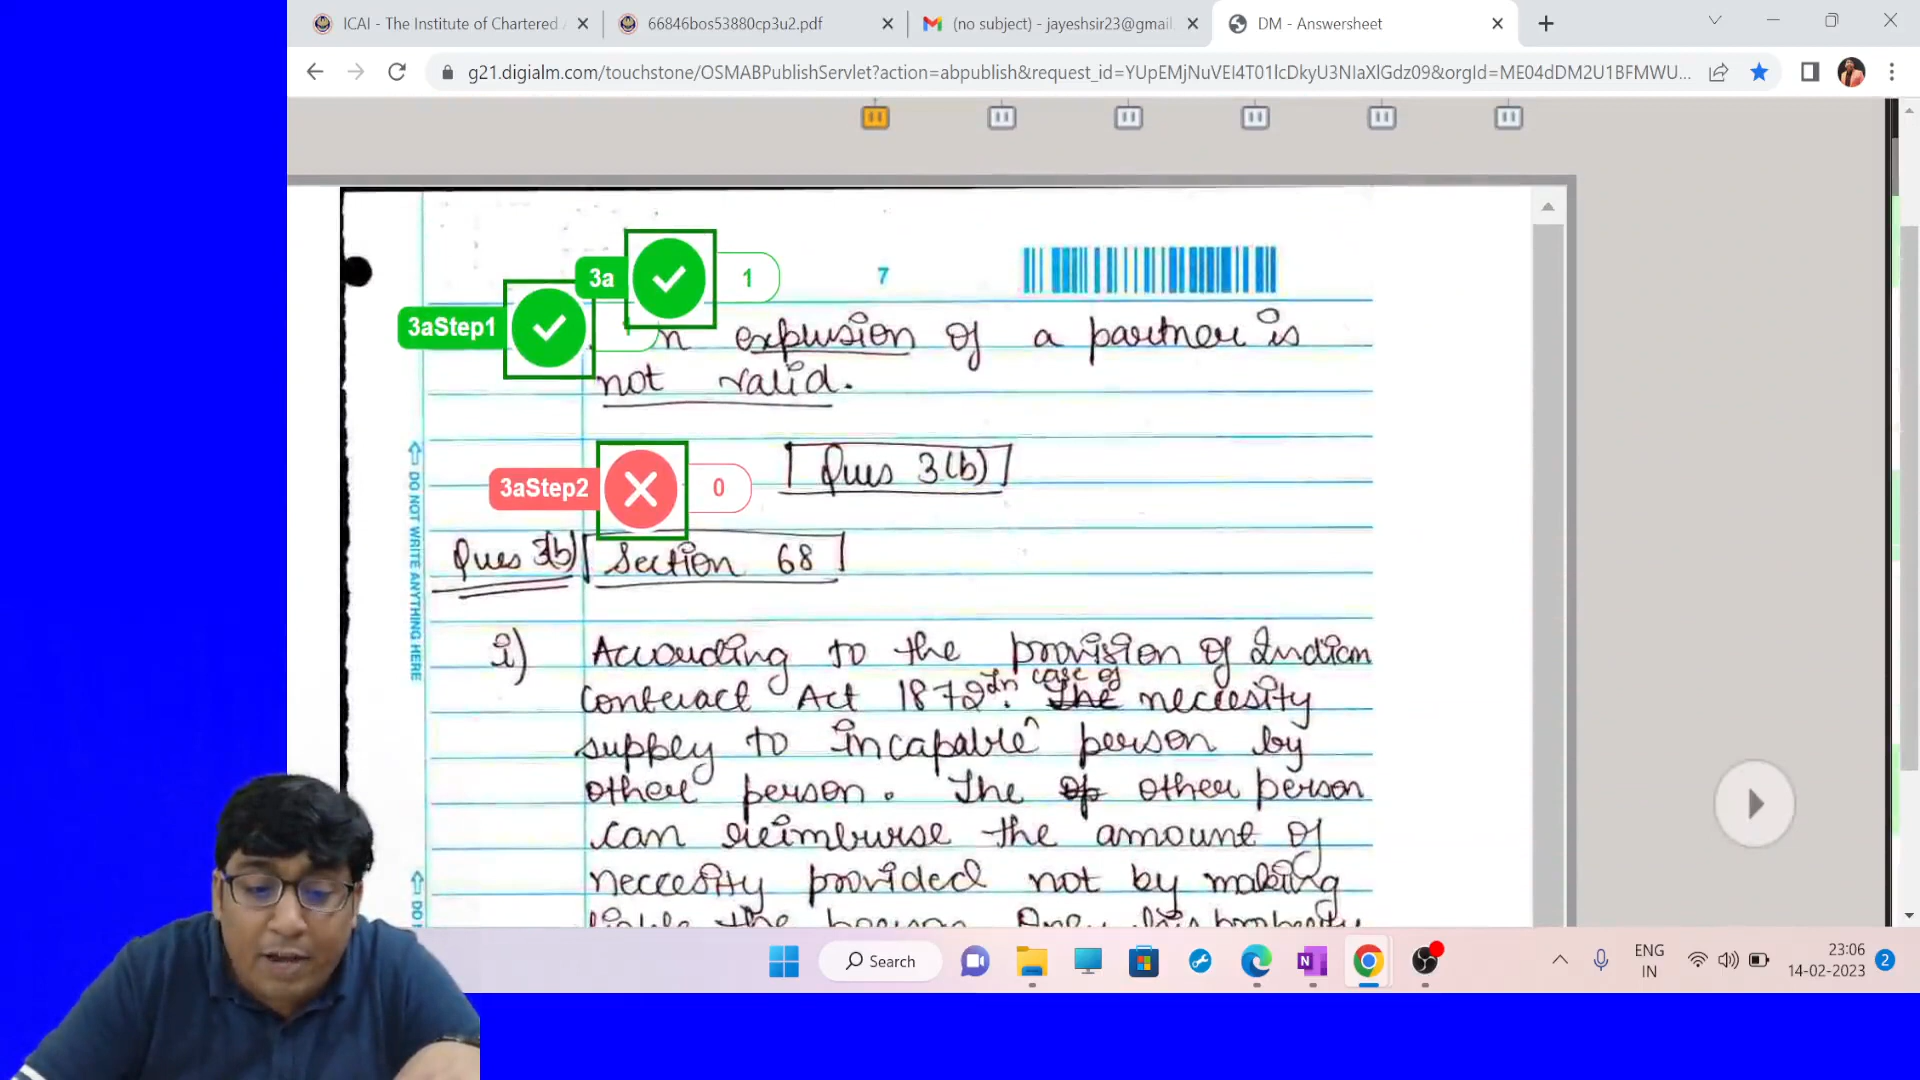 ICAI - The Institute of Chartered
66846bos53880cp3u2.pdf
(no subject) - jayeshsir23@gmail
DM - Answersheet
g21.digialm.com/touchstone/OSMABPublishServlet?action=abpublish&request_id=YUpEMjNuVEI4T01lcDkyU3NIaXlGdz09&orgId=ME04dDM2U1BFMWU...
3a 1
7
3aStep1
expulsion of a partner is
not valid.
3aStep2 0
Ques 3(b)
Ques 3(b) Section 68
DO NOT WRITE ANYTHING HERE
i) According to the provision of Indian
Contract Act 1872. In case of The neccesity
supply to incapable person by
other person. The of other person
can reimburse the amount of
neccesity provided not by making
DO
Search
ENG
IN
23:06
14-02-2023
2